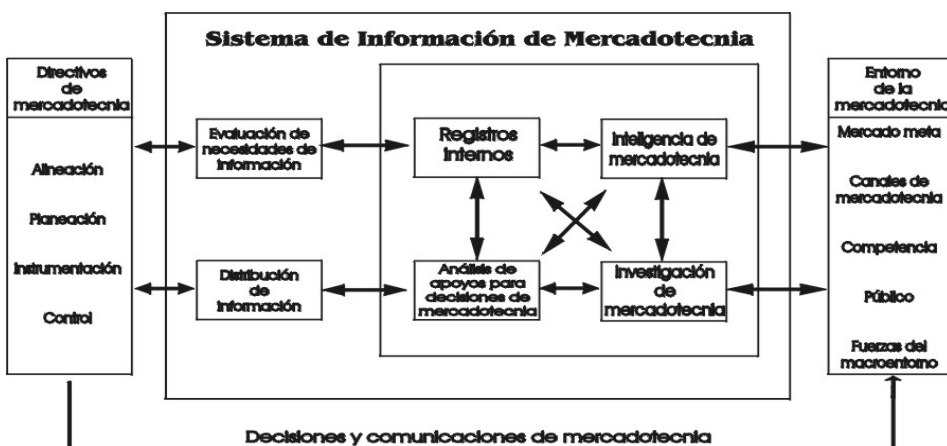 Sistema de Información de Mercadotecnia
Directivos
de
mercadotecnia
Alineación
Planeación
Instrumentación
Control
Evaluación de
necesidades de
información
Distribución
de
información
Registros
internos
Inteligencia de
mercadotecnia
Análisis de
apoyos para
decisiones de
mercadotecnia
Investigación
de
mercadotecnia
Entorno
de la
mercadotecnia
Mercado meta
Canales de
mercadotecnia
Competencia
Público
Fuerzas del
macroentorno
Decisiones y comunicaciones de mercadotecnia